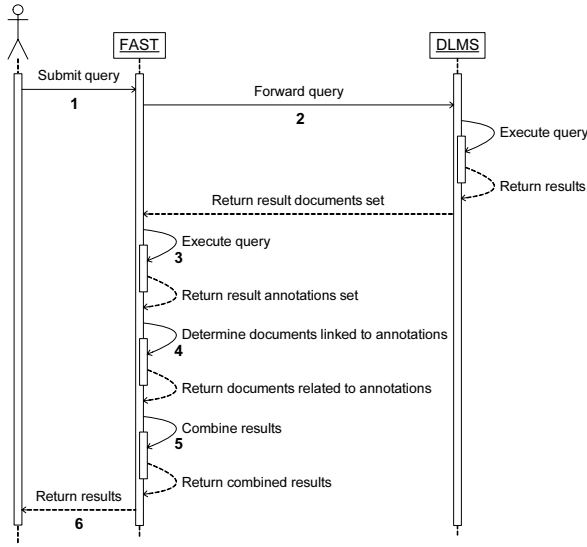 FAST
DLMS
Submit query
1
Forward query
2
Execute query
Return results
Return result documents set
Execute query
3
Return result annotations set
Determine documents linked to annotations
4
Return documents related to annotations
Combine results
5
Return combined results
Return results
6